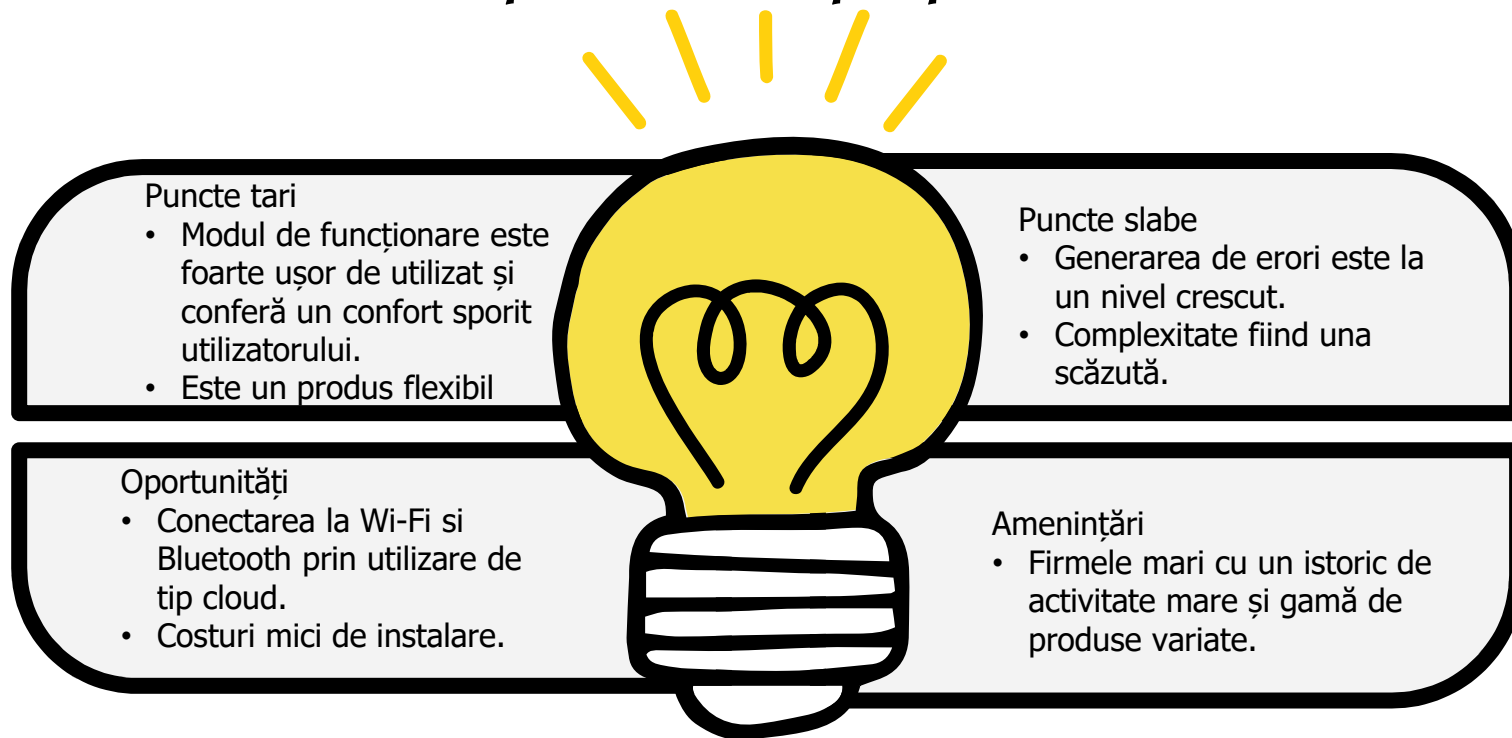 Puncte tari
• Modul de funcționare este
foarte ușor de utilizat și
conferă un confort sporit
utilizatorului.
• Este un produs flexibil
Puncte slabe
• Generarea de erori este la
un nivel crescut.
• Complexitate fiind una
scăzută.
Oportunități
• Conectarea la Wi-Fi si
Bluetooth prin utilizare de
tip cloud.
• Costuri mici de instalare.
Amenințări
• Firmele mari cu un istoric de
activitate mare și gamă de
produse variate.